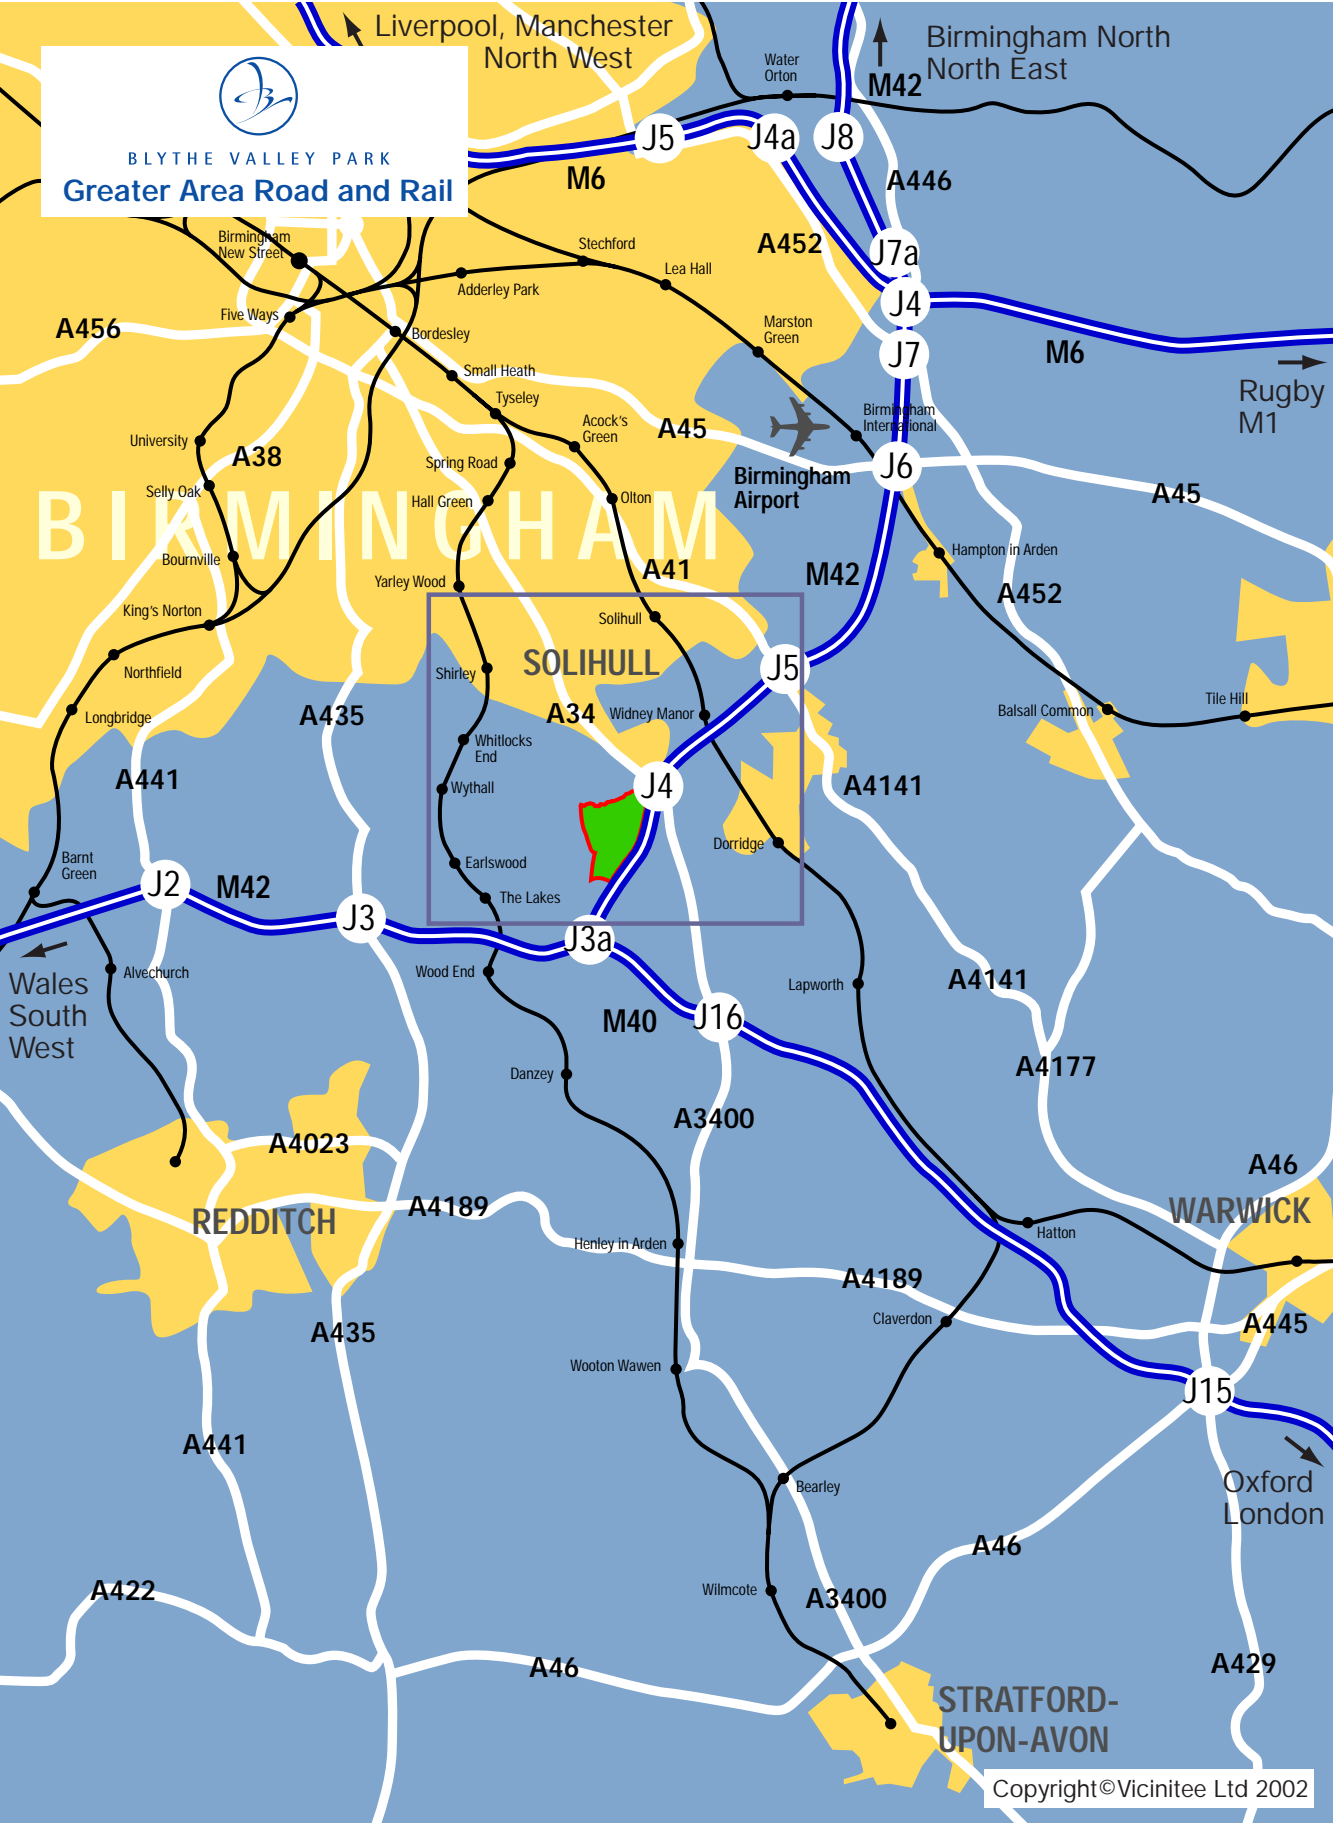 Liverpool, Manchester
North West
Birmingham North
North East
M42
Water
Orton
BLYTHE VALLEY PARK
Greater Area Road and Rail
J5
J4a
J8
M6
A446
Birmingham
New Street
Stechford
A452
J7a
Lea Hall
Adderley Park
J4
Five Ways
A456
Bordesley
Marston
Green
J7
M6
Small Heath
Rugby
M1
Tyseley
Birmingham
International
Acock's
Green
A45
University
A38
Spring Road
J6
Birmingham
Airport
Selly Oak
Hall Green
Olton
A45
BIRMINGHAM
Bournville
Hampton in Arden
A41
M42
Yarley Wood
A452
King's Norton
Solihull
SOLIHULL
J5
Northfield
Shirley
Longbridge
A435
A34
Widney Manor
Balsall Common
Tile Hill
Whitlocks
End
A441
Wythall
J4
A4141
Dorridge
Barnt
Green
Earlswood
J2
M42
The Lakes
J3
J3a
Wales
South
West
Alvechurch
Wood End
Lapworth
A4141
M40
J16
Danzey
A4177
A3400
A4023
A46
A4189
WARWICK
REDDITCH
Hatton
Henley in Arden
A4189
Claverdon
A445
A435
Wooton Wawen
J15
A441
Bearley
Oxford
London
A46
A422
Wilmcote
A3400
A46
A429
STRATFORD-
UPON-AVON
Copyright©Vicinitee Ltd 2002